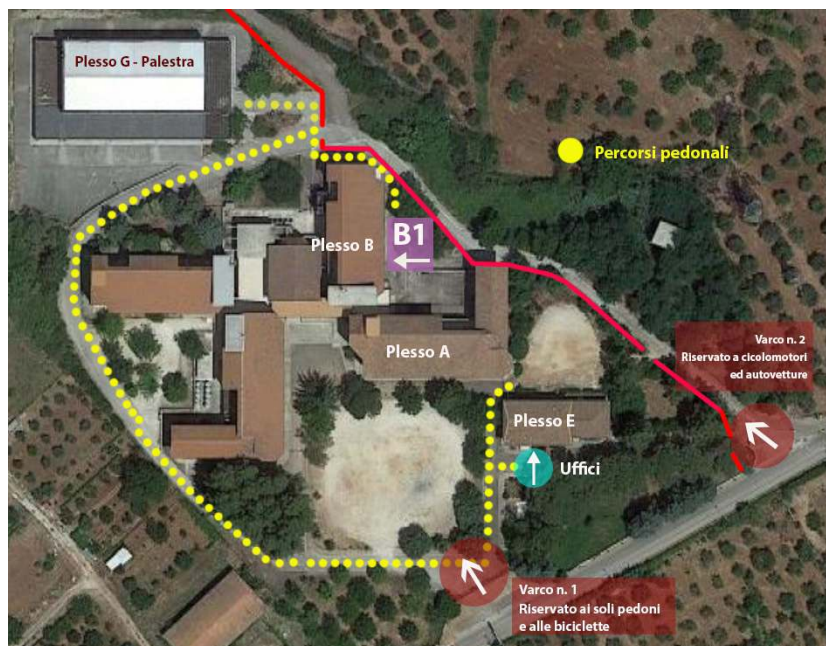 Plesso G - Palestra
Percorsi pedonali
B1
Plesso B
Varco n. 2
Riservato a cicolomotori
ed autovetture
Plesso A
Plesso E
Uffici
Varco n. 1
Riservato ai soli pedoni
e alle biciclette